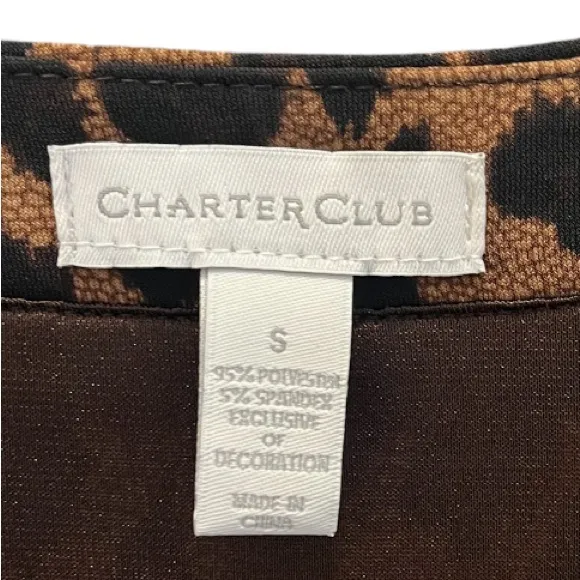 CHARTER CLUB
S
95% POLYESTER
5% SPANDEX
EXCLUSIVE
OF
DECORATION
MADE IN
CHINA